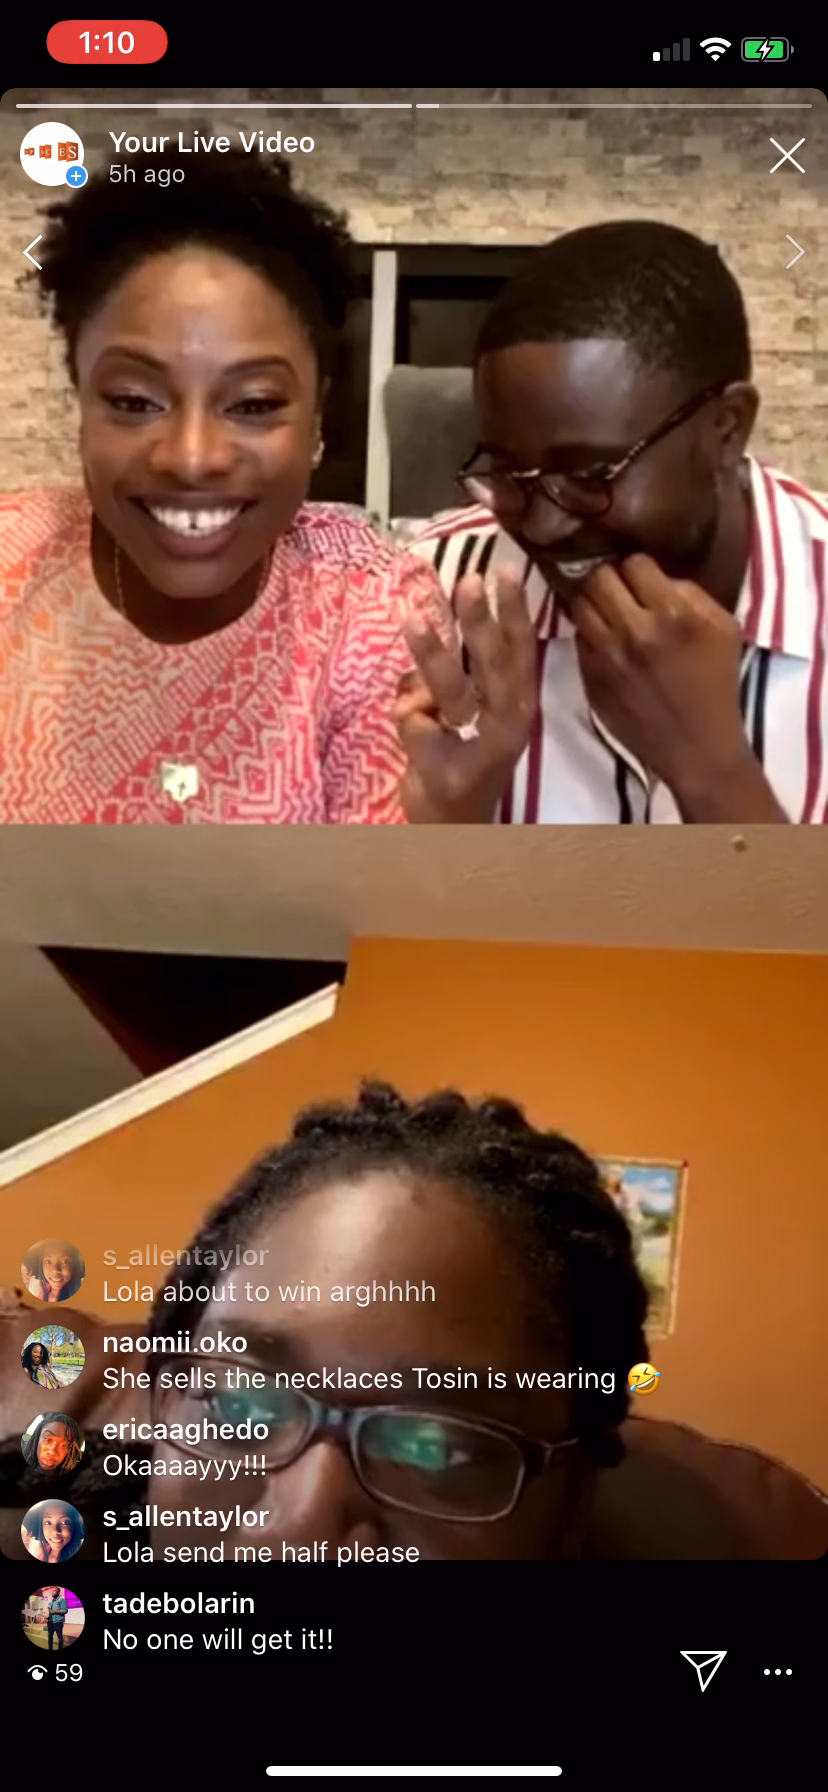 1:10
Your Live Video
5h ago
s_allentaylor
Lola about to win arghhhh
naomii.oko
She sells the necklaces Tosin is wearing 🤣
ericaaghedo
Okaaaayyy!!!
s_allentaylor
Lola send me half please
tadebolarin
No one will get it!!
59